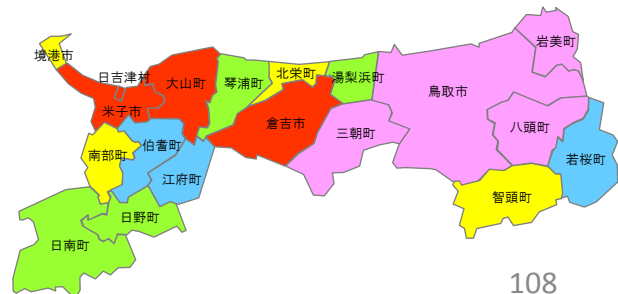 境港市
日吉津村
米子市
大山町
琴浦町
北栄町
湯梨浜町
倉吉市
三朝町
鳥取市
岩美町
八頭町
若桜町
智頭町
南部町
伯耆町
江府町
日野町
日南町
108